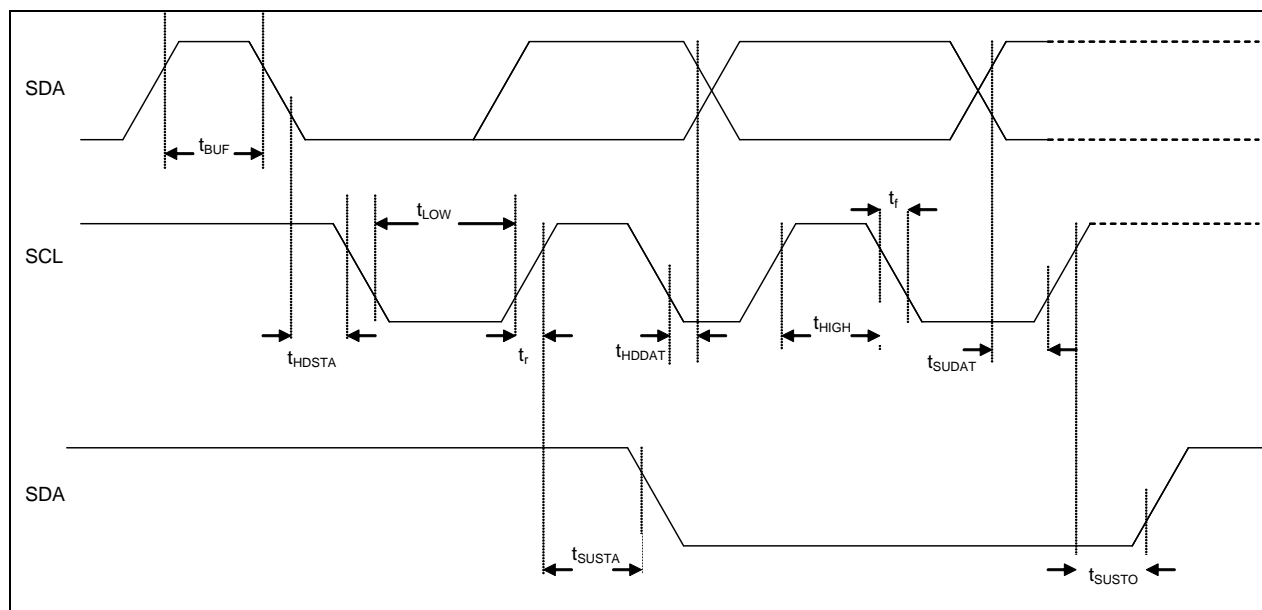 SDA
tBUF
tLOW
tf
SCL
tHIGH
tHDSTA
tr
tHDDAT
tSUDAT
SDA
tSUSTA
tSUSTO